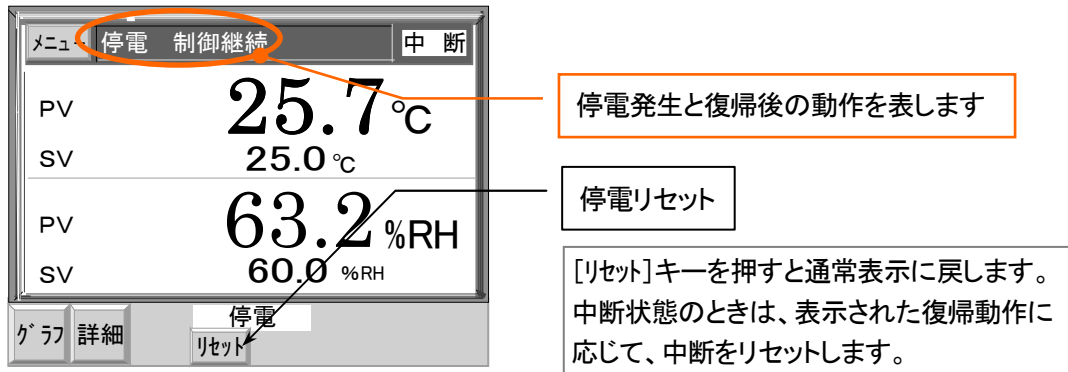 メニュー 停電 制御継続 中 断
PV 25.7 ℃
SV 25.0 ℃
PV 63.2 %RH
SV 60.0 %RH
グラフ 詳細
停電
リセット
停電発生と復帰後の動作を表します
停電リセット
[リセット]キーを押すと通常表示に戻します。
中断状態のときは、表示された復帰動作に
応じて、中断をリセットします。